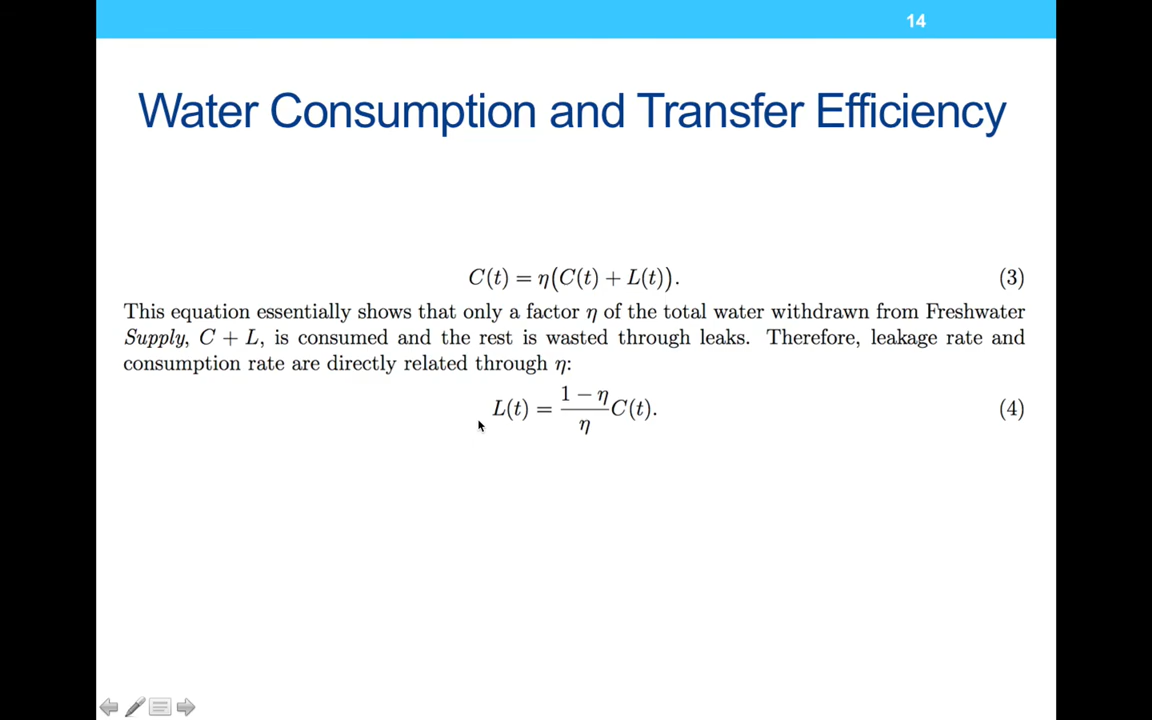 14
Water Consumption and Transfer Efficiency
C(t) = η(C(t) + L(t)). (3)
This equation essentially shows that only a factor η of the total water withdrawn from Freshwater
Supply, C + L, is consumed and the rest is wasted through leaks. Therefore, leakage rate and
consumption rate are directly related through η:
L(t) = \frac{1 − η}{η} C(t). (4)